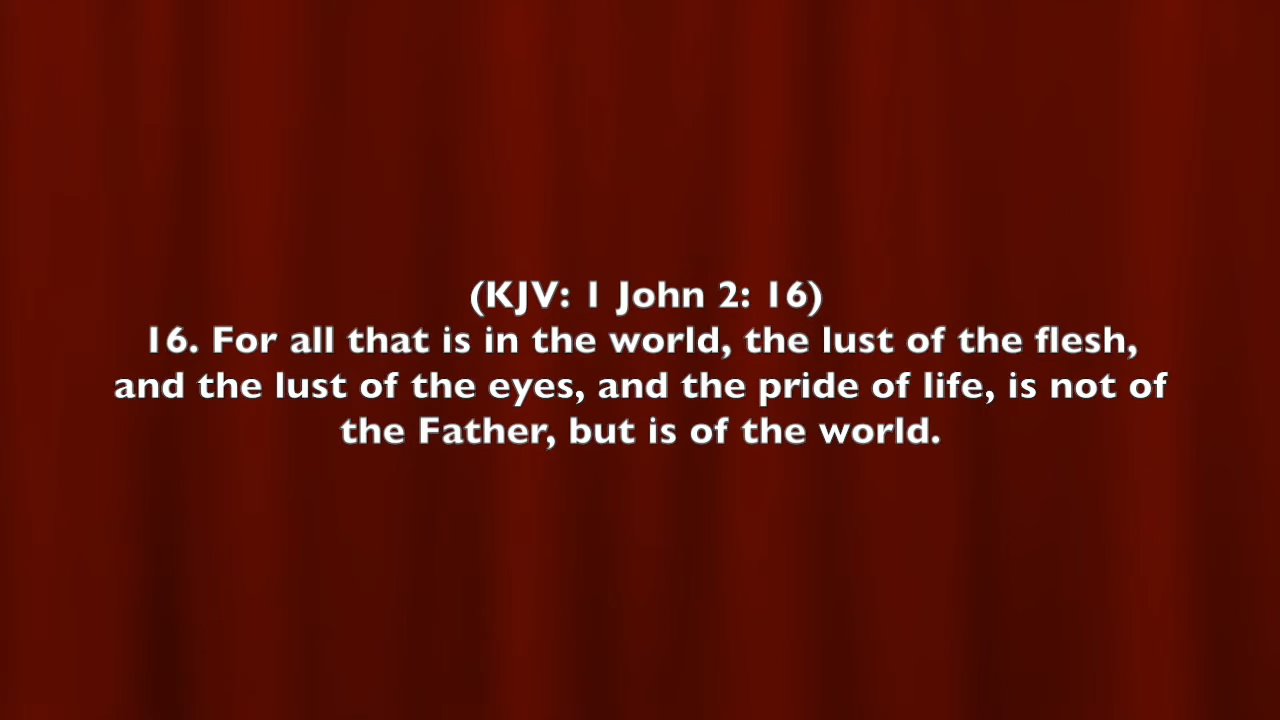 (KJV: 1 John 2: 16)
16. For all that is in the world, the lust of the flesh,
and the lust of the eyes, and the pride of life, is not of
the Father, but is of the world.